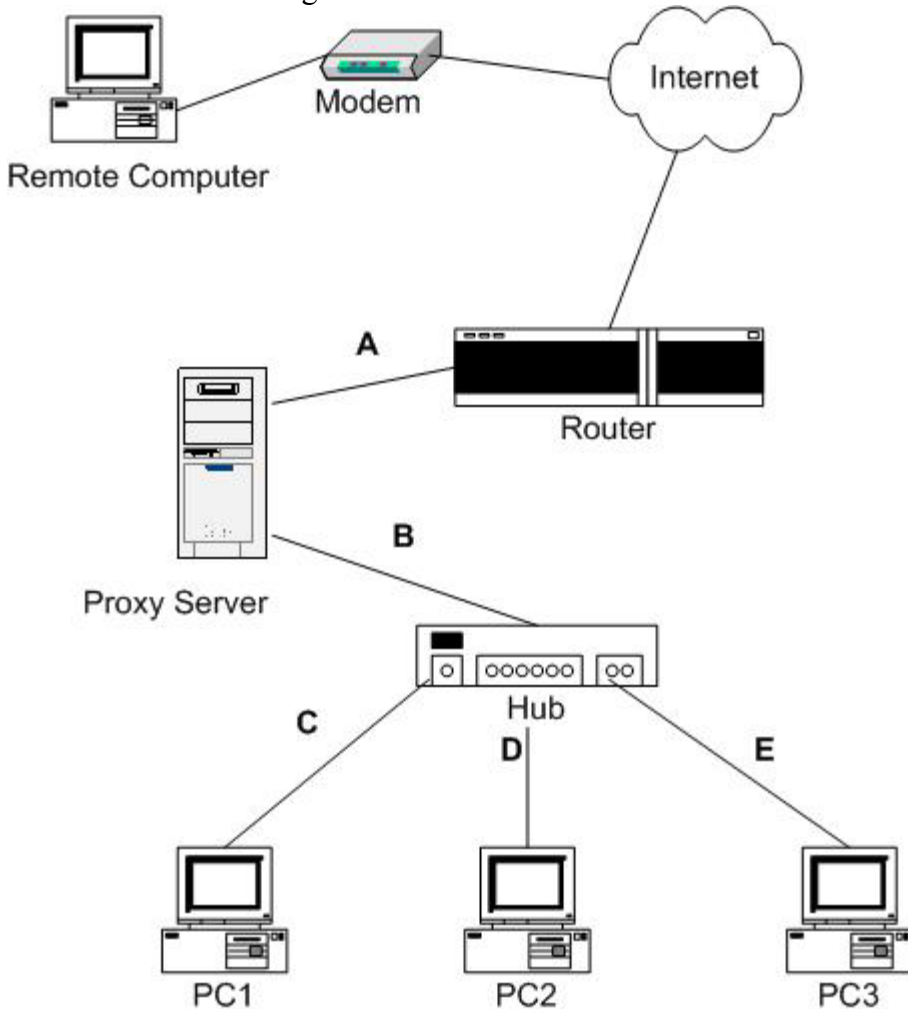 Internet
Modem
Remote Computer
A
Router
B
Proxy Server
Hub
C
D
E
PC1
PC2
PC3